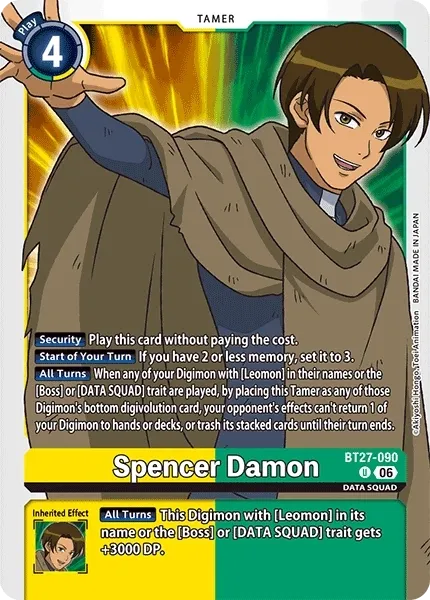 TAMER
Play
4
Security Play this card without paying the cost.
Start of Your Turn If you have 2 or less memory, set it to 3.
All Turns When any of your Digimon with [Leomon] in their names or the
[Boss] or [DATA SQUAD] trait are played, by placing this Tamer as any of those
Digimon's bottom digivolution card, your opponent's effects can't return 1 of
your Digimon to hands or decks, or trash its stacked cards until their turn ends.
©Akiyoshi Hongo, Toei Animation BANDAI MADE IN JAPAN
Spencer Damon
BT27-090
U 06
DATA SQUAD
Inherited Effect
All Turns This Digimon with [Leomon] in its
name or the [Boss] or [DATA SQUAD] trait gets
+3000 DP.